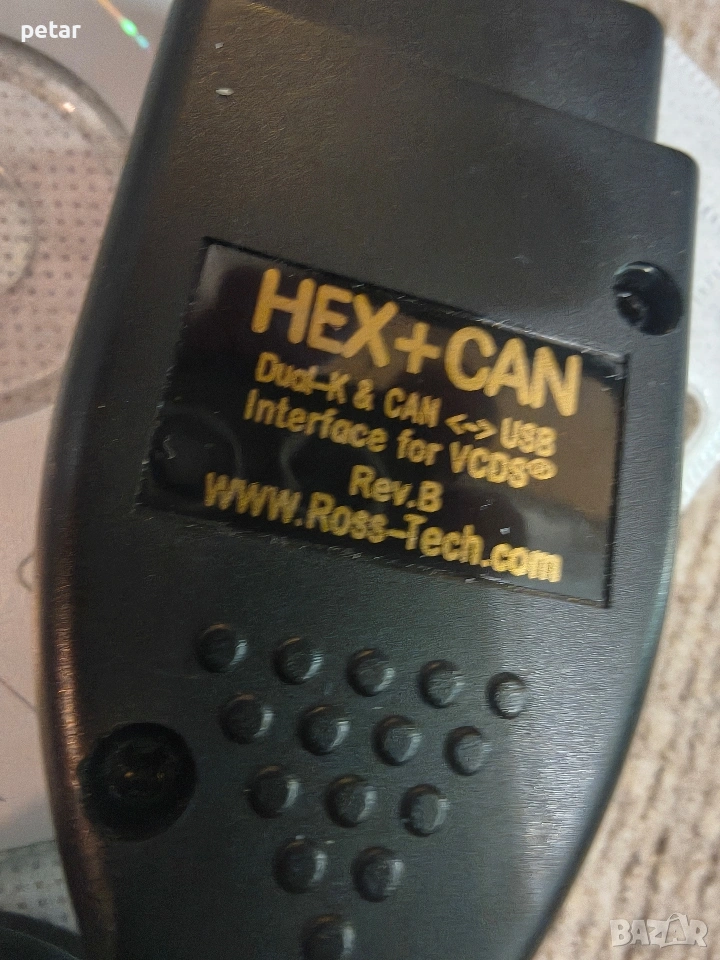 petar
HEX+CAN
Dual-K & CAN <-> USB
Interface for VCDS®
Rev.B
www.Ross-Tech.com
BAZAR